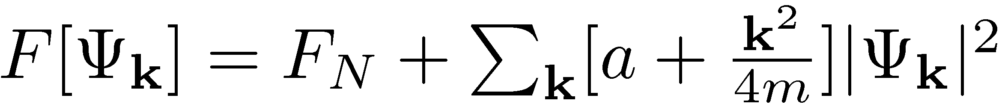 F[Ψ_𝐤] = F_N + ∑_𝐤[a + 𝐤²/4m]|Ψ_𝐤|²